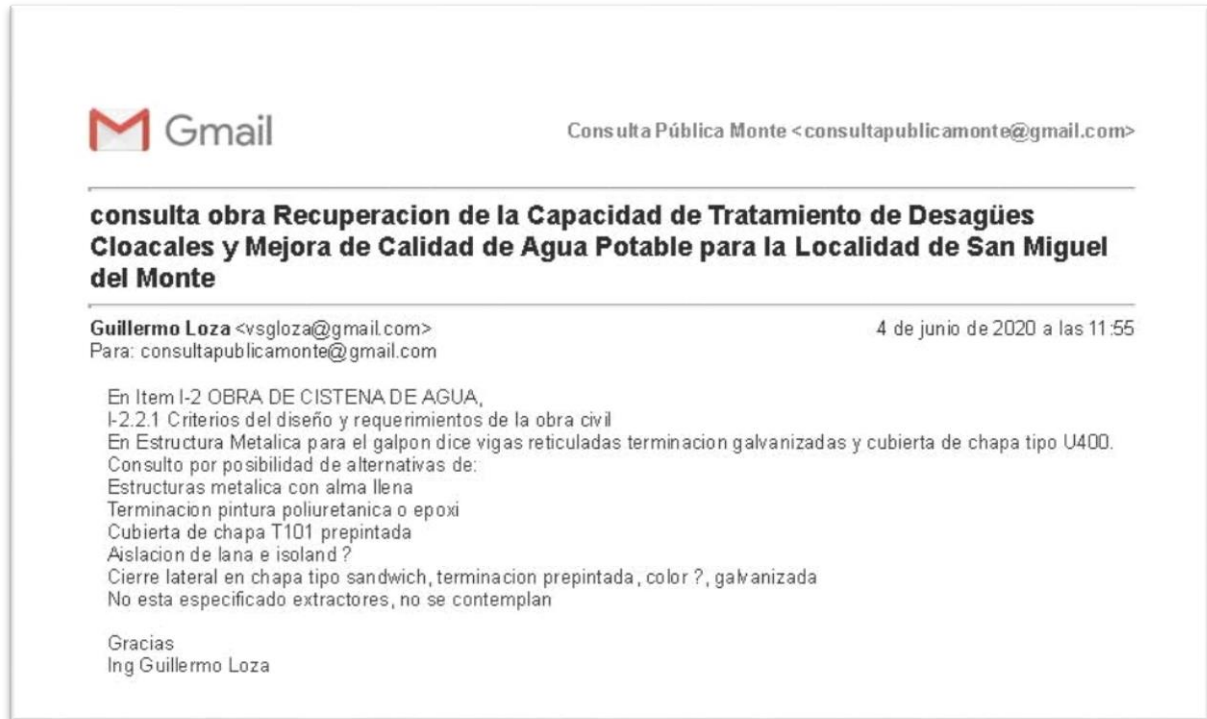 Gmail
Consulta Pública Monte <consultapublicamonte@gmail.com>
consulta obra Recuperacion de la Capacidad de Tratamiento de Desagües
Cloacales y Mejora de Calidad de Agua Potable para la Localidad de San Miguel
del Monte
Guillermo Loza <vsgloza@gmail.com>
4 de junio de 2020 a las 11:55
Para: consultapublicamonte@gmail.com
En Item I-2 OBRA DE CISTENA DE AGUA,
I-2.2.1 Criterios del diseño y requerimientos de la obra civil
En Estructura Metalica para el galpon dice vigas reticuladas terminacion galvanizadas y cubierta de chapa tipo U400.
Consulto por posibilidad de alternativas de:
Estructuras metalica con alma llena
Terminacion pintura poliuretanica o epoxi
Cubierta de chapa T101 prepintada
Aislacion de lana e isoland ?
Cierre lateral en chapa tipo sandwich, terminacion prepintada, color ?, galvanizada
No esta especificado extractores, no se contemplan
Gracias
Ing Guillermo Loza